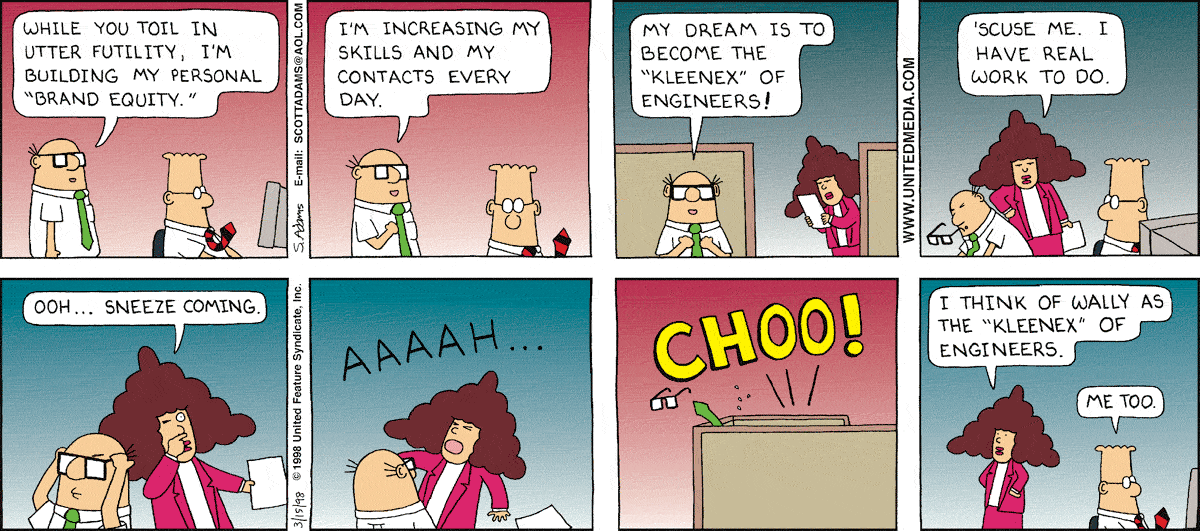 WHILE YOU TOIL IN
UTTER FUTILITY, I'M
BUILDING MY PERSONAL
"BRAND EQUITY."
S. Adams
E-mail: SCOTTADAMS@AOL.COM
I'M INCREASING MY
SKILLS AND MY
CONTACTS EVERY
DAY.
MY DREAM IS TO
BECOME THE
"KLEENEX" OF
ENGINEERS!
WWW.UNITEDMEDIA.COM
'SCUSE ME. I
HAVE REAL
WORK TO DO.
OOH... SNEEZE COMING.
3/15/98 © 1998 United Feature Syndicate, Inc.
AAAAH...
CHOO!
I THINK OF WALLY AS
THE "KLEENEX" OF
ENGINEERS.
ME TOO.